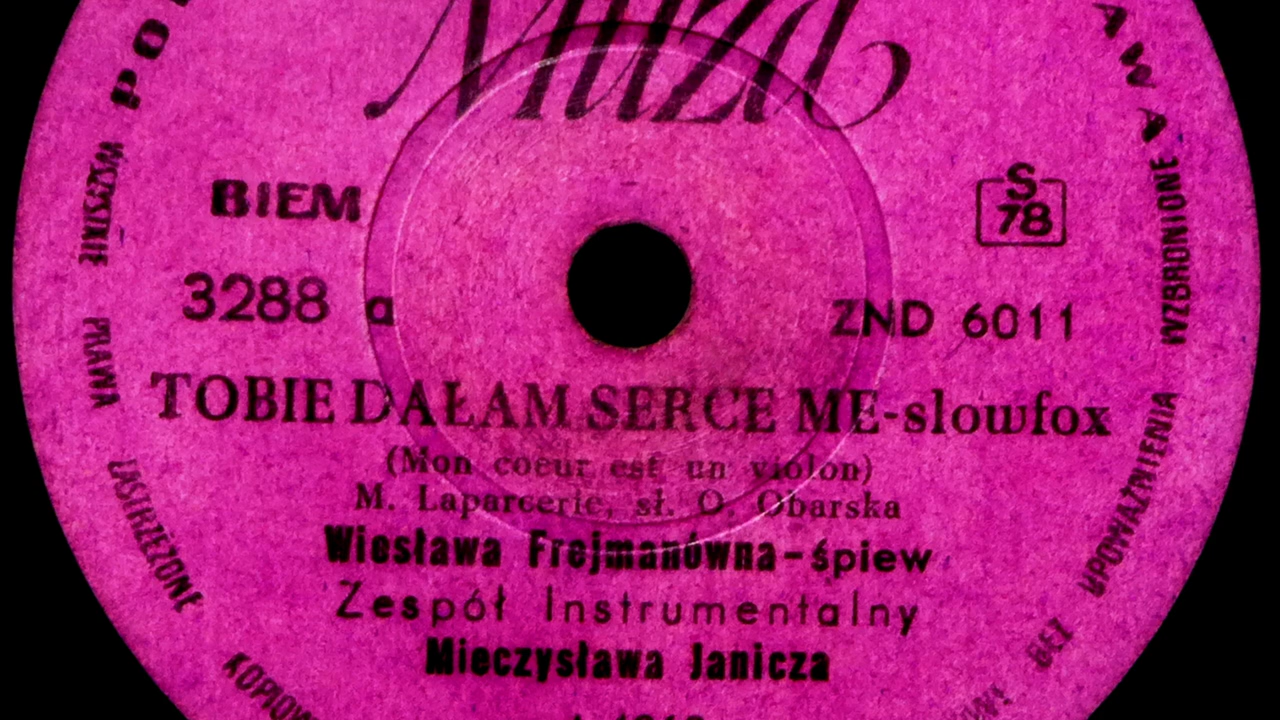 Muza
BIEM
S
78
3288 a
ZND 6011
TOBIE DAŁAM SERCE ME-slowfox
(Mon coeur est un violon)
M. Laparcerie, sł. O. Obarska
Wiesława Frejmanówna-śpiew
Zespół Instrumentalny
Mieczysława Janicza
WSZYSTKIE PRAWA ZASTRZEŻONE
BEZ UPOWAŻNIENIA WZBRONIONE